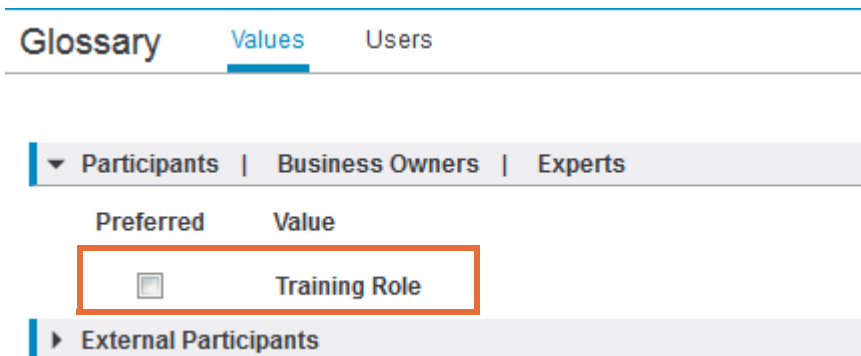 Glossary Values Users
Participants | Business Owners | Experts
Preferred Value
Training Role
External Participants